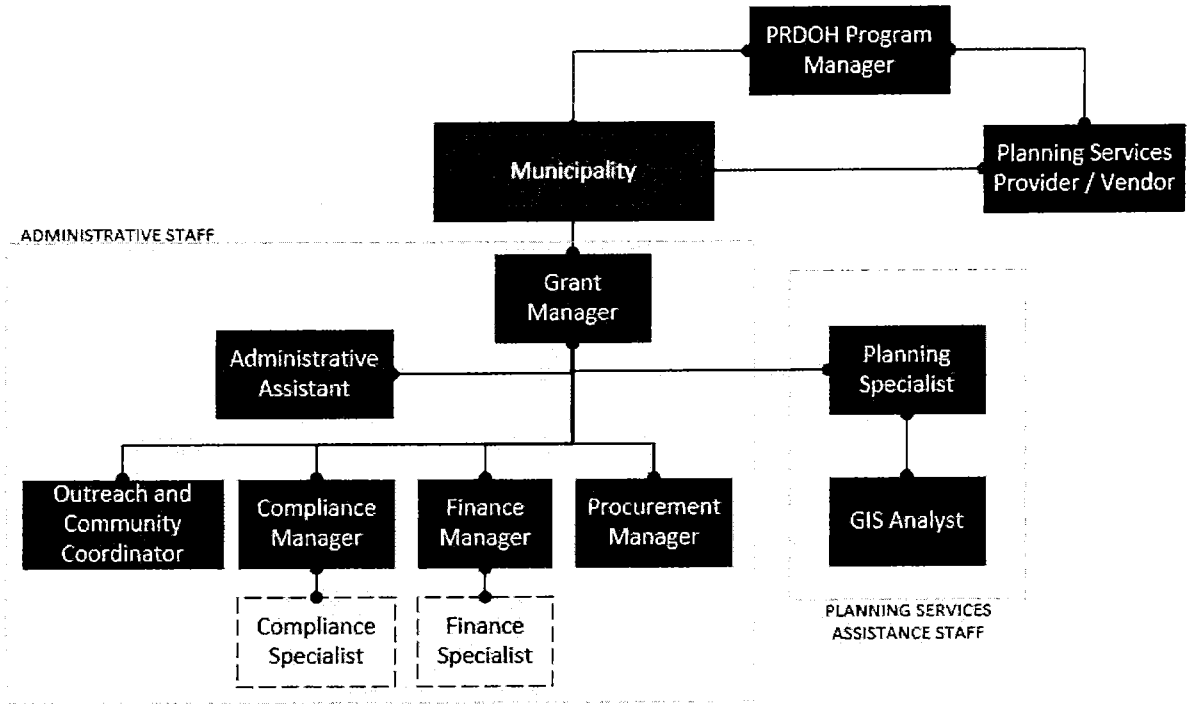 PRDOH Program
Manager
Municipality
Planning Services
Provider / Vendor
ADMINISTRATIVE STAFF
Grant
Manager
Administrative
Assistant
Planning
Specialist
Outreach and
Community
Coordinator
Compliance
Manager
Finance
Manager
Procurement
Manager
GIS Analyst
Compliance
Specialist
Finance
Specialist
PLANNING SERVICES
ASSISTANCE STAFF